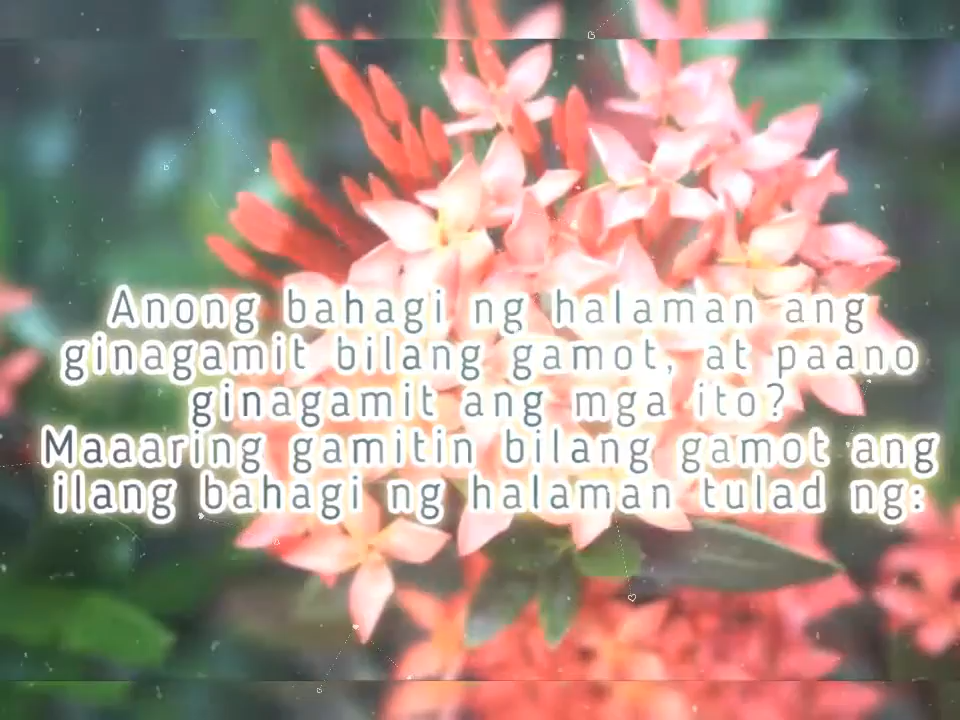 Anong bahagi ng halaman ang
ginagamit bilang gamot, at paano
ginagamit ang mga ito?
Maaaring gamitin bilang gamot ang
ilang bahagi ng halaman tulad ng: